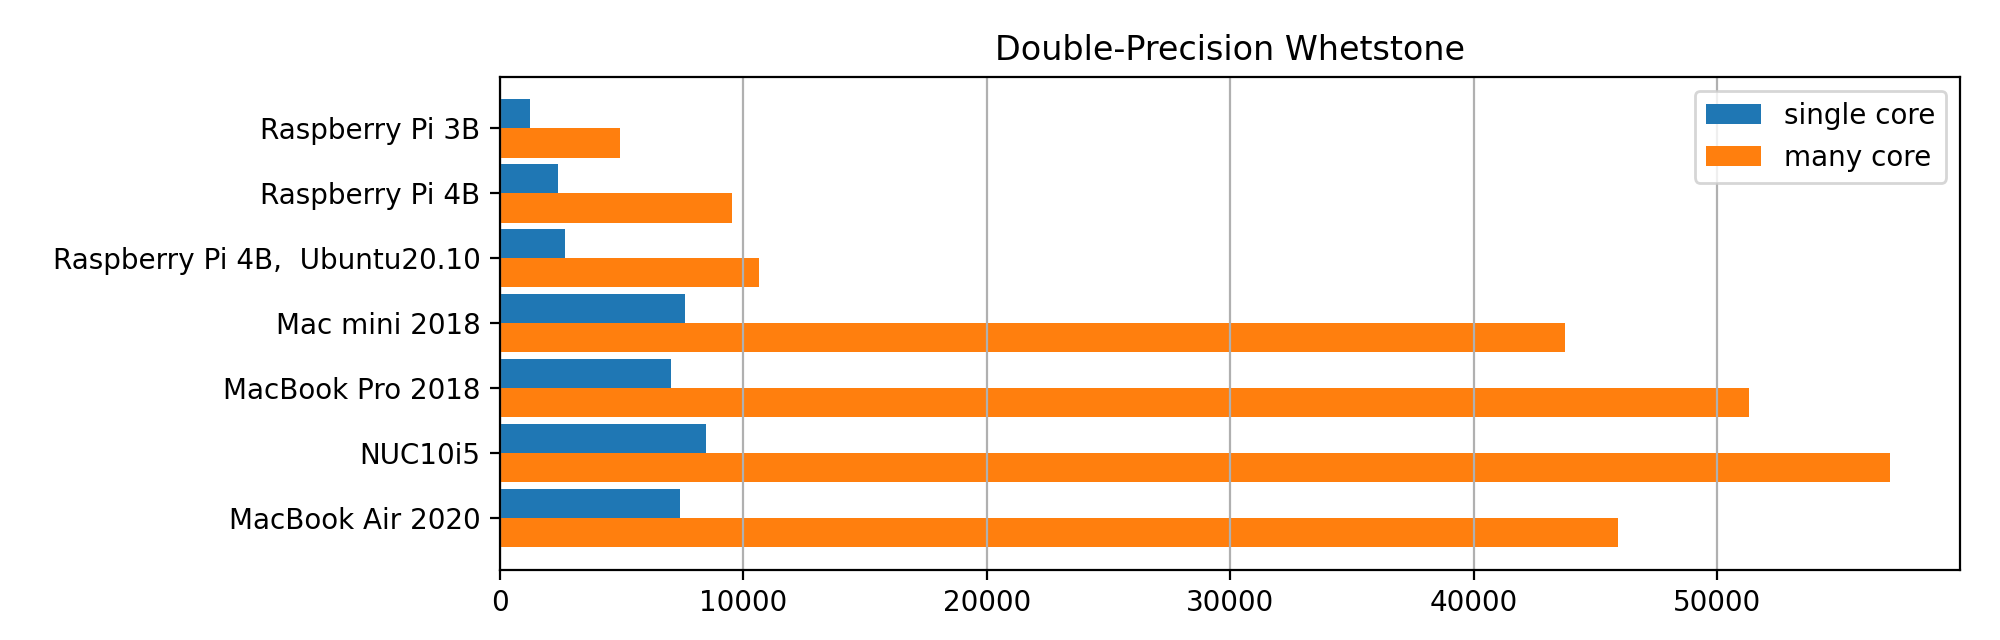 Double-Precision Whetstone
single core
many core
Raspberry Pi 3B
Raspberry Pi 4B
Raspberry Pi 4B,  Ubuntu20.10
Mac mini 2018
MacBook Pro 2018
NUC10i5
MacBook Air 2020
0 10000 20000 30000 40000 50000